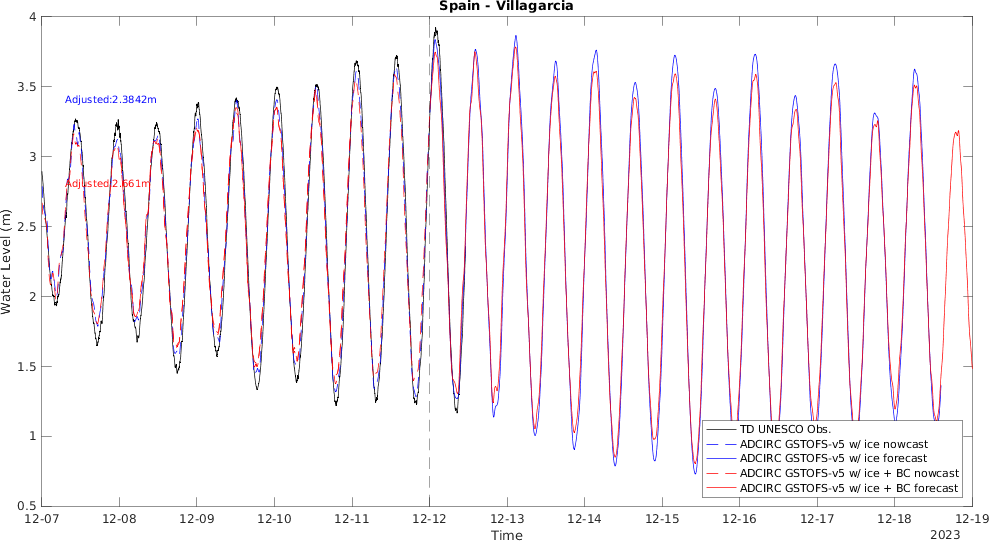 Spain - Villagarcia
4
3.5
3
2.5
2
1.5
1
0.5
Water Level (m)
Adjusted:2.3842m
Adjusted:2.661m
TD UNESCO Obs.
ADCIRC GSTOFS-v5 w/ ice nowcast
ADCIRC GSTOFS-v5 w/ ice forecast
ADCIRC GSTOFS-v5 w/ ice + BC nowcast
ADCIRC GSTOFS-v5 w/ ice + BC forecast
12-07 12-08 12-09 12-10 12-11 12-12 12-13 12-14 12-15 12-16 12-17 12-18 12-19
Time
2023